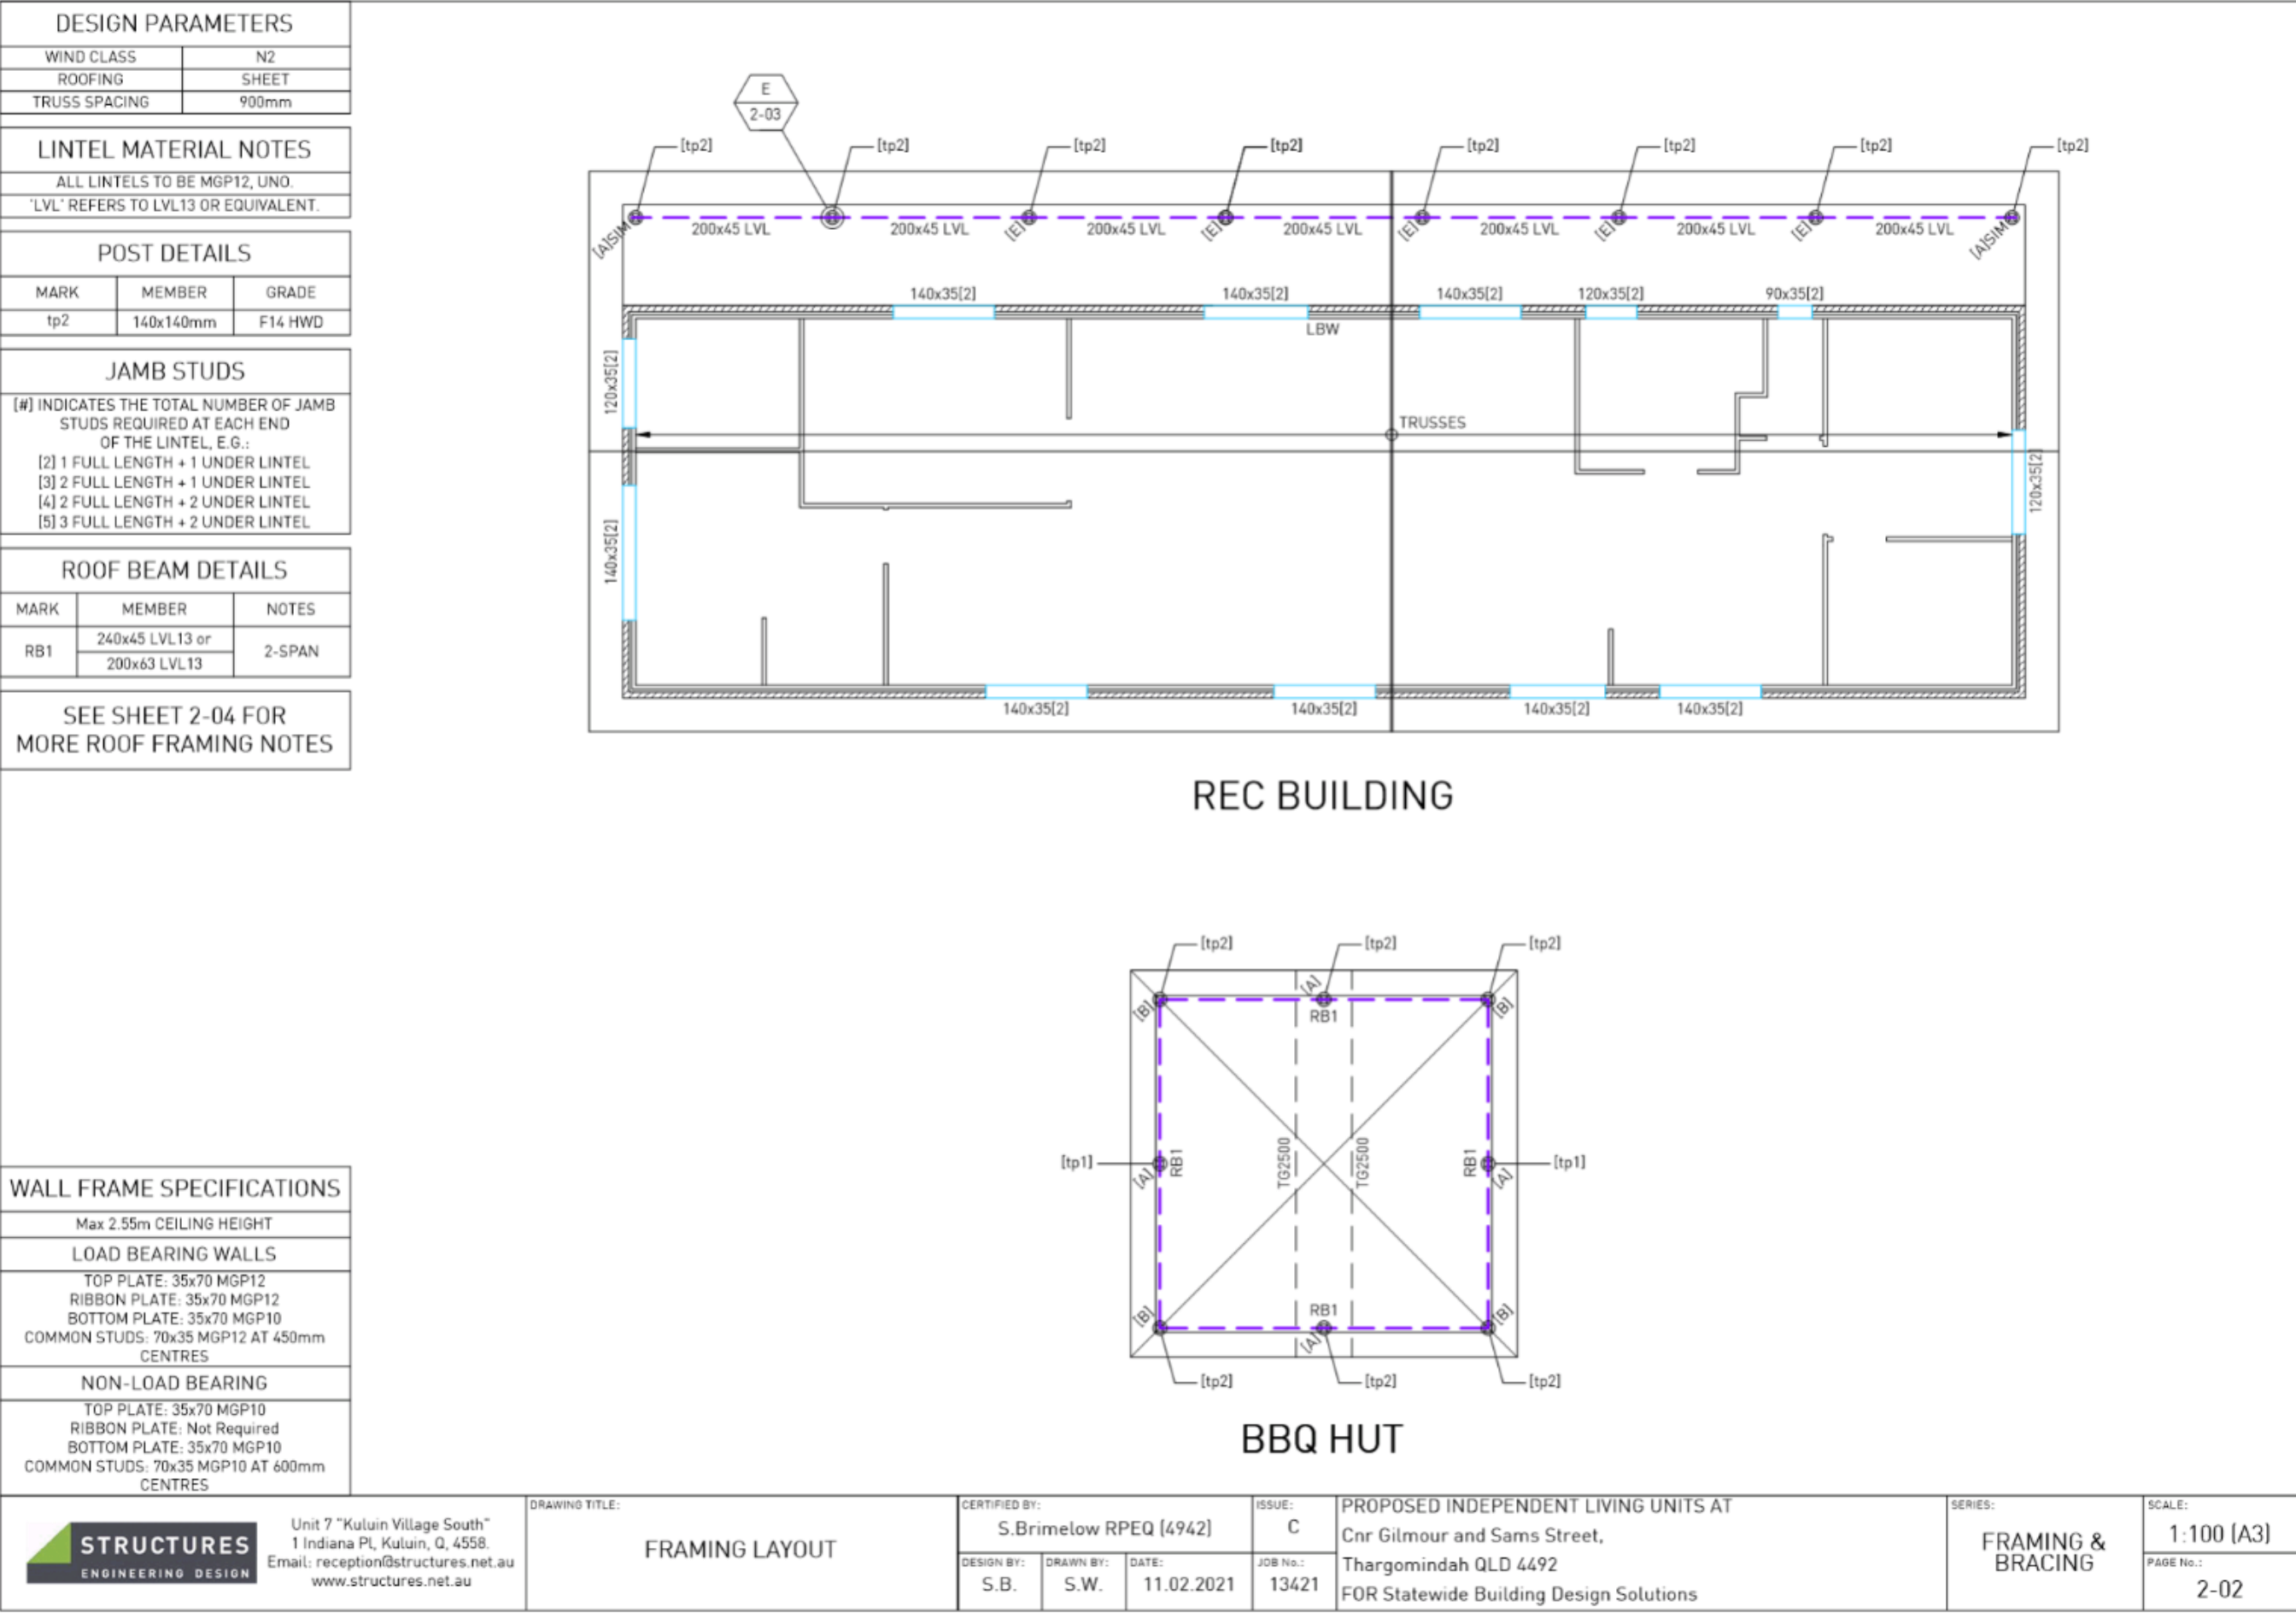 DESIGN PARAMETERS
WIND CLASS N2
ROOFING SHEET
TRUSS SPACING 900mm
LINTEL MATERIAL NOTES
ALL LINTELS TO BE MGP12, UNO.
'LVL' REFERS TO LVL13 OR EQUIVALENT.
POST DETAILS
MARK MEMBER GRADE
tp2 140x140mm F14 HWD
JAMB STUDS
[#] INDICATES THE TOTAL NUMBER OF JAMB
STUDS REQUIRED AT EACH END
OF THE LINTEL, E.G.:
[2] 1 FULL LENGTH + 1 UNDER LINTEL
[3] 2 FULL LENGTH + 1 UNDER LINTEL
[4] 2 FULL LENGTH + 2 UNDER LINTEL
[5] 3 FULL LENGTH + 2 UNDER LINTEL
ROOF BEAM DETAILS
MARK MEMBER NOTES
RB1 240x45 LVL13 or 2-SPAN
200x63 LVL13
SEE SHEET 2-04 FOR
MORE ROOF FRAMING NOTES
E
2-03
[tp2] [tp2] [tp2] [tp2] [tp2] [tp2] [tp2] [tp2]
[A]SIM 200x45 LVL 200x45 LVL [E] 200x45 LVL [E] 200x45 LVL [E] 200x45 LVL [E] 200x45 LVL [E] 200x45 LVL [A]SIM
140x35[2] 140x35[2] 140x35[2] 120x35[2] 90x35[2]
LBW
120x35[2]
TRUSSES
120x35[2]
140x35[2]
140x35[2] 140x35[2] 140x35[2] 140x35[2]
REC BUILDING
[tp2] [tp2] [tp2]
[A]
[B] RB1 [B]
[tp1] RB1 TG2500 TG2500 RB1 [tp1]
[A] [A]
[B] RB1 [B]
[A]
[tp2] [tp2] [tp2]
BBQ HUT
WALL FRAME SPECIFICATIONS
Max 2.55m CEILING HEIGHT
LOAD BEARING WALLS
TOP PLATE: 35x70 MGP12
RIBBON PLATE: 35x70 MGP12
BOTTOM PLATE: 35x70 MGP10
COMMON STUDS: 70x35 MGP12 AT 450mm
CENTRES
NON-LOAD BEARING
TOP PLATE: 35x70 MGP10
RIBBON PLATE: Not Required
BOTTOM PLATE: 35x70 MGP10
COMMON STUDS: 70x35 MGP10 AT 600mm
CENTRES
STRUCTURES
ENGINEERING DESIGN
Unit 7 "Kuluin Village South"
1 Indiana Pl, Kuluin, Q, 4558.
Email: reception@structures.net.au
www.structures.net.au
DRAWING TITLE:
FRAMING LAYOUT
CERTIFIED BY:
S.Brimelow RPEQ (4942)
DESIGN BY:
S.B.
DRAWN BY:
S.W.
DATE:
11.02.2021
ISSUE:
C
JOB No.:
13421
PROPOSED INDEPENDENT LIVING UNITS AT
Cnr Gilmour and Sams Street,
Thargomindah QLD 4492
FOR Statewide Building Design Solutions
SERIES:
FRAMING &
BRACING
SCALE:
1:100 (A3)
PAGE No.:
2-02